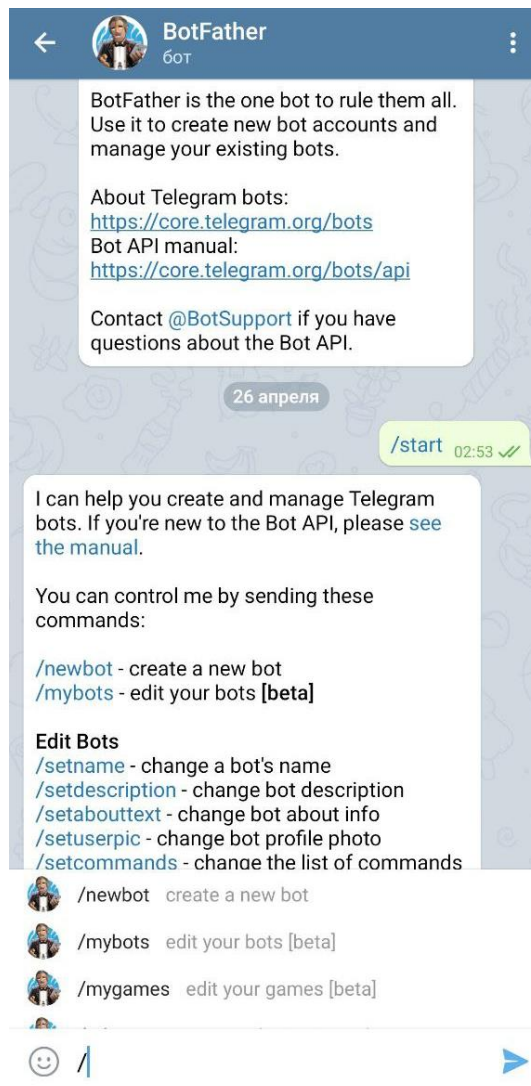 BotFather
бот
BotFather is the one bot to rule them all.
Use it to create new bot accounts and
manage your existing bots.
About Telegram bots:
https://core.telegram.org/bots
Bot API manual:
https://core.telegram.org/bots/api
Contact @BotSupport if you have
questions about the Bot API.
26 апреля
/start 02:53
I can help you create and manage Telegram
bots. If you're new to the Bot API, please see
the manual.
You can control me by sending these
commands:
/newbot - create a new bot
/mybots - edit your bots [beta]
Edit Bots
/setname - change a bot's name
/setdescription - change bot description
/setabouttext - change bot about info
/setuserpic - change bot profile photo
/setcommands - change the list of commands
/newbot create a new bot
/mybots edit your bots [beta]
/mygames edit your games [beta]
/